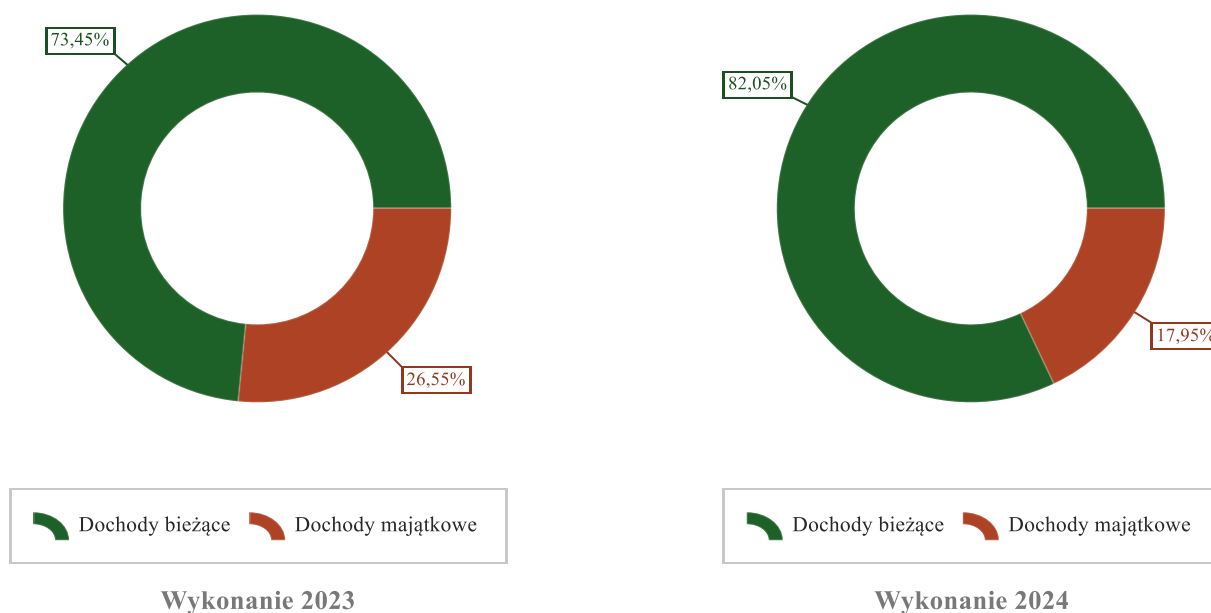 73,45%
26,55%
Dochody bieżące Dochody majątkowe
Wykonanie 2023
82,05%
17,95%
Dochody bieżące Dochody majątkowe
Wykonanie 2024